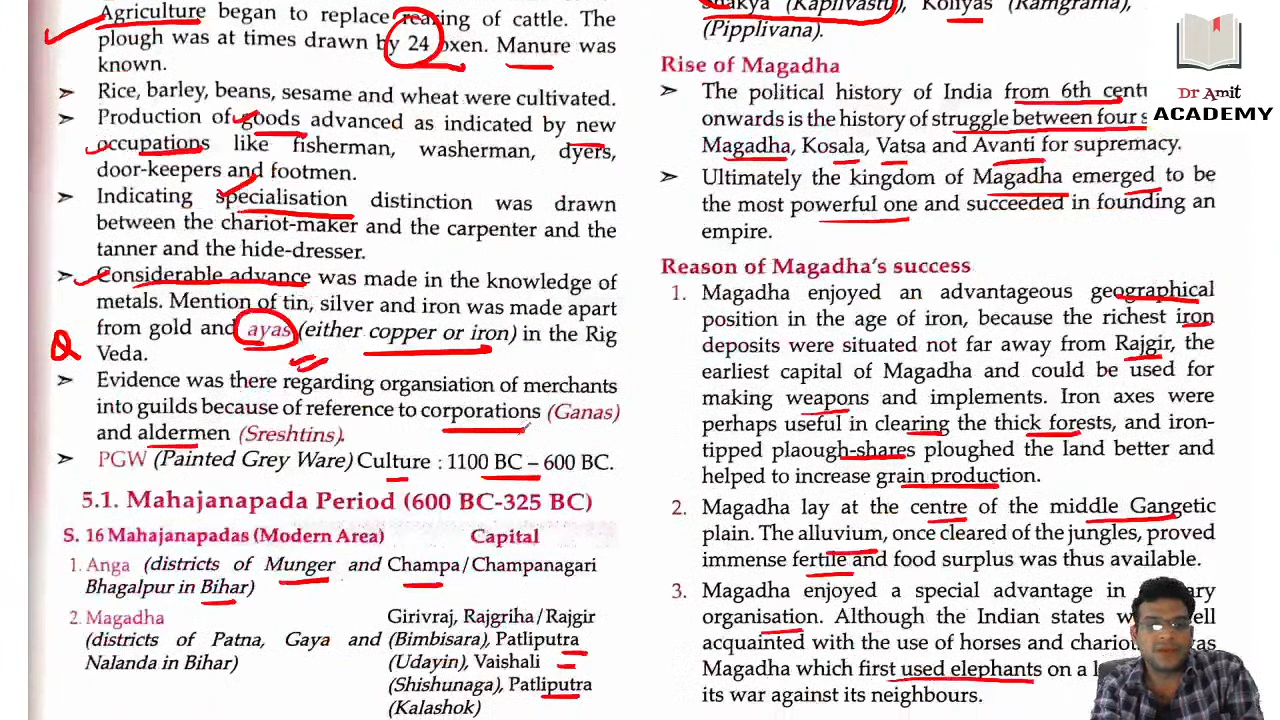 Agriculture began to replace rearing of cattle. The
plough was at times drawn by 24 oxen. Manure was
known.
➢ Rice, barley, beans, sesame and wheat were cultivated.
➢ Production of goods advanced as indicated by new
occupations like fisherman, washerman, dyers,
door-keepers and footmen.
➢ Indicating specialisation distinction was drawn
between the chariot-maker and the carpenter and the
tanner and the hide-dresser.
➢ Considerable advance was made in the knowledge of
metals. Mention of tin, silver and iron was made apart
from gold and ayas (either copper or iron) in the Rig
Veda.
➢ Evidence was there regarding organsiation of merchants
into guilds because of reference to corporations (Ganas)
and aldermen (Sreshtins).
➢ PGW (Painted Grey Ware) Culture : 1100 BC – 600 BC.
5.1. Mahajanapada Period (600 BC-325 BC)
S. 16 Mahajanapadas (Modern Area) Capital
1. Anga (districts of Munger and Champa/Champanagari
Bhagalpur in Bihar)
2. Magadha Girivraj, Rajgriha/Rajgir
(districts of Patna, Gaya and (Bimbisara), Patliputra
Nalanda in Bihar) (Udayin), Vaishali
(Shishunaga), Patliputra
(Kalashok)
Shakya (Kapilvastu), Koliyas (Ramgrama),
(Pipplivana).
Rise of Magadha
➢ The political history of India from 6th
onwards is the history of struggle between four
Magadha, Kosala, Vatsa and Avanti for supremacy.
➢ Ultimately the kingdom of Magadha emerged to be
the most powerful one and succeeded in founding an
empire.
Reason of Magadha's success
1. Magadha enjoyed an advantageous geographical
position in the age of iron, because the richest iron
deposits were situated not far away from Rajgir, the
earliest capital of Magadha and could be used for
making weapons and implements. Iron axes were
perhaps useful in clearing the thick forests, and iron-
tipped plaough-shares ploughed the land better and
helped to increase grain production.
2. Magadha lay at the centre of the middle Gangetic
plain. The alluvium, once cleared of the jungles, proved
immense fertile and food surplus was thus available.
3. Magadha enjoyed a special advantage in
organisation. Although the Indian states
acquainted with the use of horses and
Magadha which first used elephants on a
its war against its neighbours.
Q
Dr Amit
ACADEMY